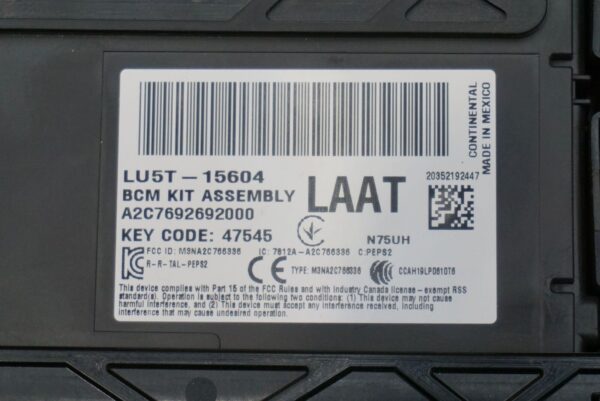 CONTINENTAL
MADE IN MEXICO
LU5T-15604
BCM KIT ASSEMBLY
LAAT
20352192447
A2C7692692000
KEY CODE: 47545
N75UH
FCC ID: M3NA2C766336 IC: 7812A-A2C766336 C:PEPS2
R-R-TAL-PEPS2
CE TYPE: M3NA2C766336 CCAH19LP0610T6
This device complies with Part 15 of the FCC Rules and with Industry Canada license - exempt RSS
standard(s). Operation is subject to the following two conditions: (1) This device may not cause
harmful interference, and (2) This device must accept any interference received, including
interference that may cause undesired operation.